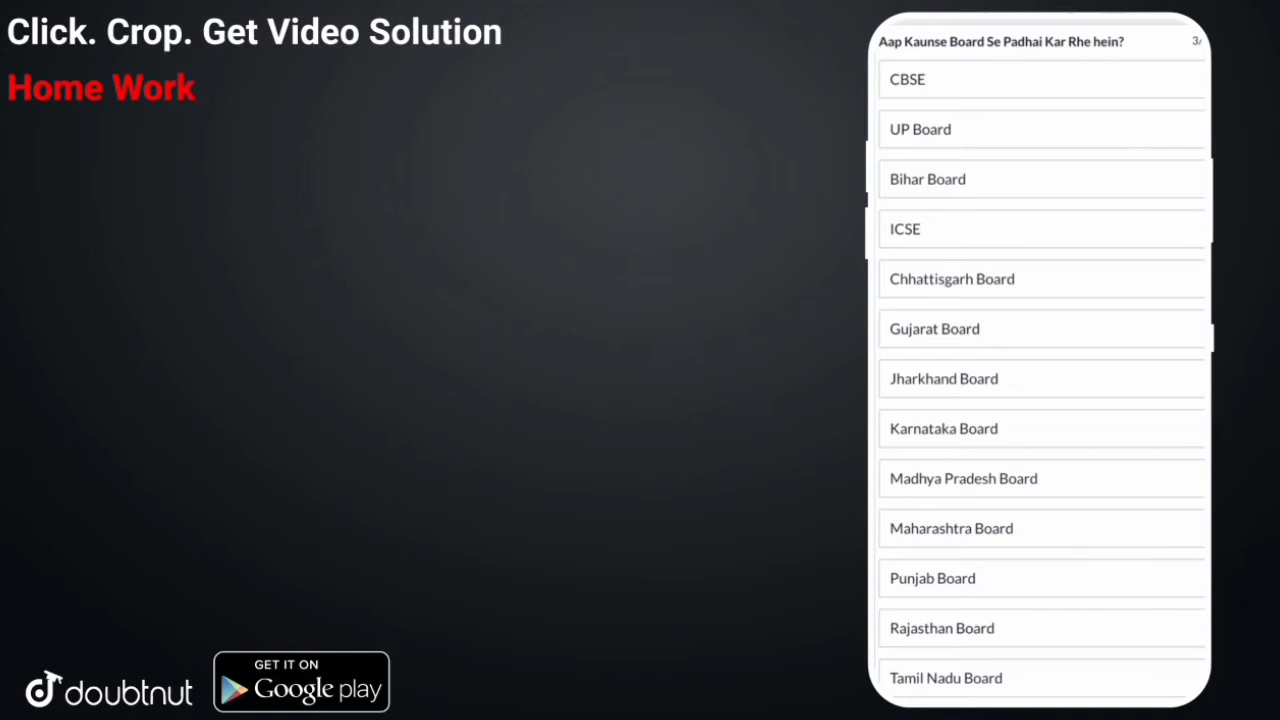 Click. Crop. Get Video Solution
Home Work
Aap Kaunse Board Se Padhai Kar Rhe hein?
3/
CBSE
UP Board
Bihar Board
ICSE
Chhattisgarh Board
Gujarat Board
Jharkhand Board
Karnataka Board
Madhya Pradesh Board
Maharashtra Board
Punjab Board
Rajasthan Board
Tamil Nadu Board
doubtnut
GET IT ON
Google play